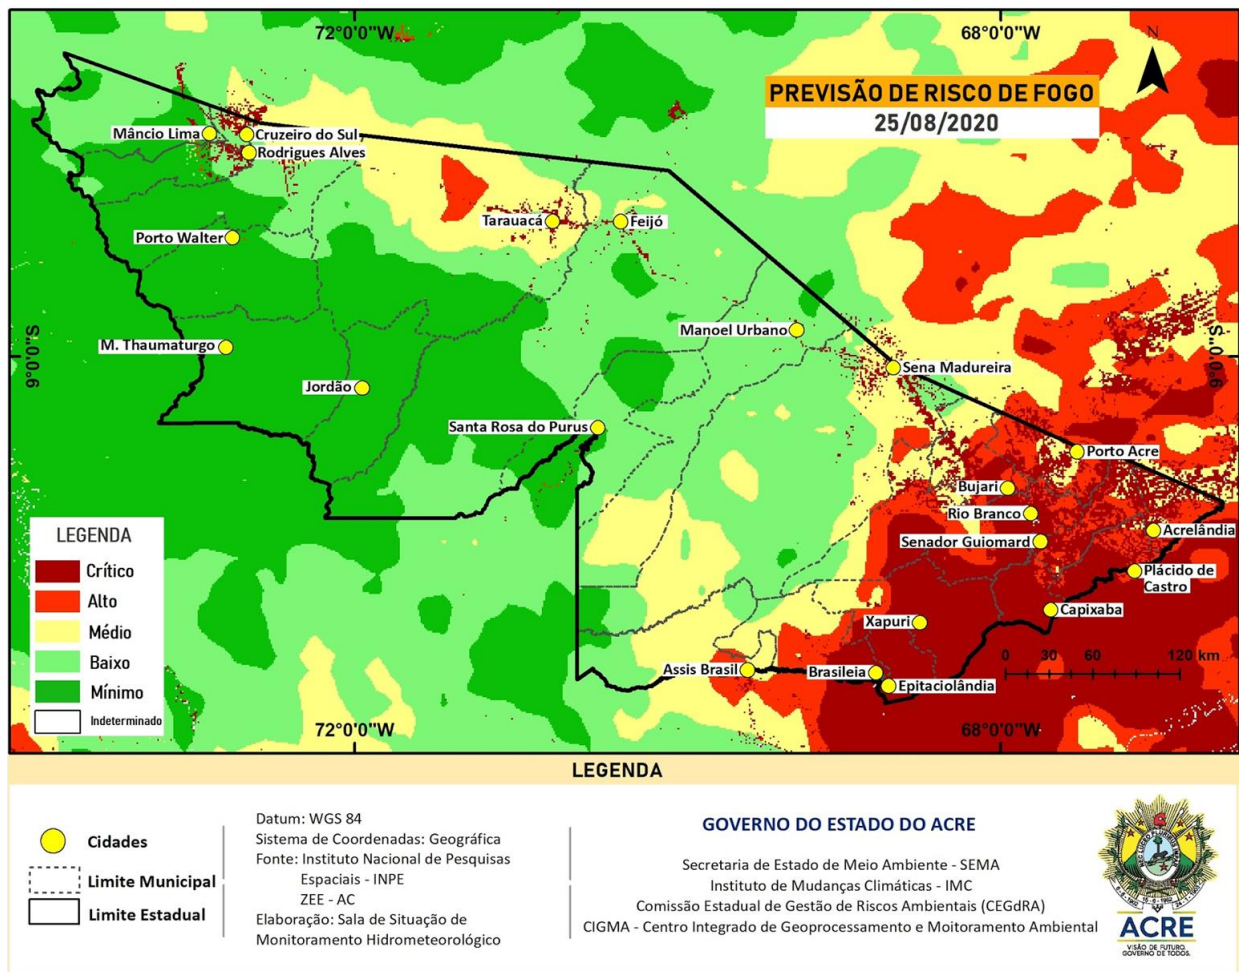 72°0'0"W
68°0'0"W
N
PREVISÃO DE RISCO DE FOGO
25/08/2020
Mâncio Lima
Cruzeiro do Sul
Rodrigues Alves
Tarauacá
Feijó
Porto Walter
9°0'0"S
9°0'0"S
Manoel Urbano
M. Thaumaturgo
Sena Madureira
Jordão
Santa Rosa do Purus
Porto Acre
Bujari
Rio Branco
Acrelândia
Senador Guiomard
Plácido de
Castro
Capixaba
Xapuri
Assis Brasil
Brasileia
Epitaciolândia
0 30 60 120 km
LEGENDA
Crítico
Alto
Médio
Baixo
Mínimo
Indeterminado
72°0'0"W
68°0'0"W
LEGENDA
Cidades
Limite Municipal
Limite Estadual
Datum: WGS 84
Sistema de Coordenadas: Geográfica
Fonte: Instituto Nacional de Pesquisas
Espaciais - INPE
ZEE - AC
Elaboração: Sala de Situação de
Monitoramento Hidrometeorológico
GOVERNO DO ESTADO DO ACRE
Secretaria de Estado de Meio Ambiente - SEMA
Instituto de Mudanças Climáticas - IMC
Comissão Estadual de Gestão de Riscos Ambientais (CEGdRA)
CIGMA - Centro Integrado de Geoprocessamento e Moitoramento Ambiental
ACRE
VISÃO DE FUTURO.
GOVERNO DE TODOS.